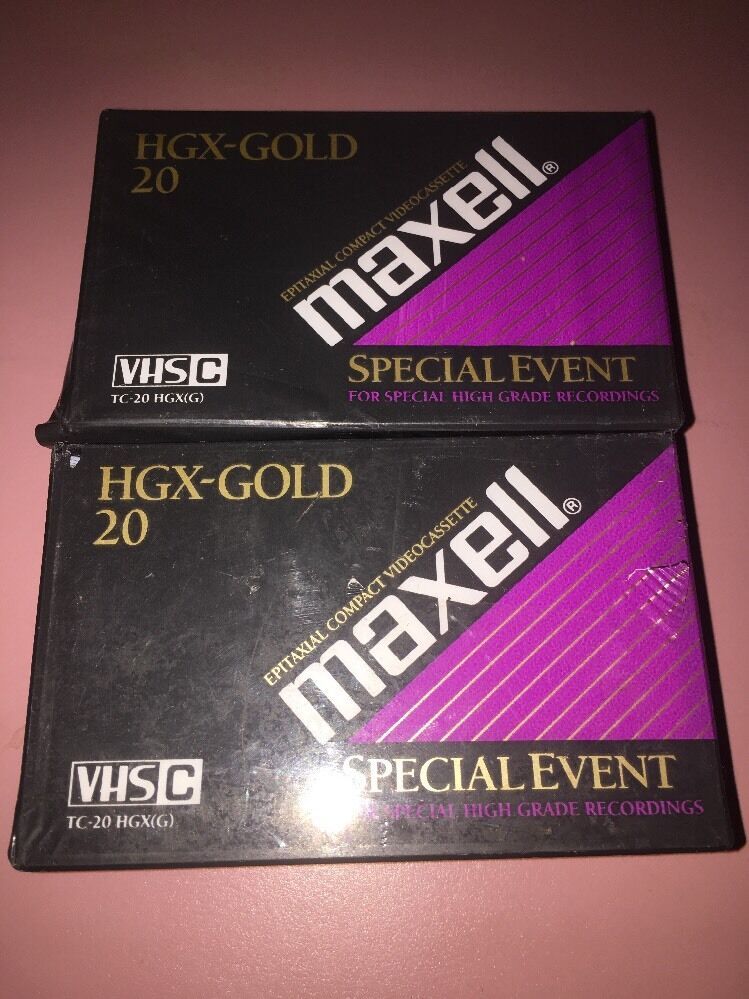 HGX-GOLD
20
EPITAXIAL COMPACT VIDEOCASSETTE
maxell®
VHS C
TC-20 HGX(G)
SPECIAL EVENT
FOR SPECIAL HIGH GRADE RECORDINGS
HGX-GOLD
20
EPITAXIAL COMPACT VIDEOCASSETTE
maxell®
VHS C
TC-20 HGX(G)
SPECIAL EVENT
FOR SPECIAL HIGH GRADE RECORDINGS